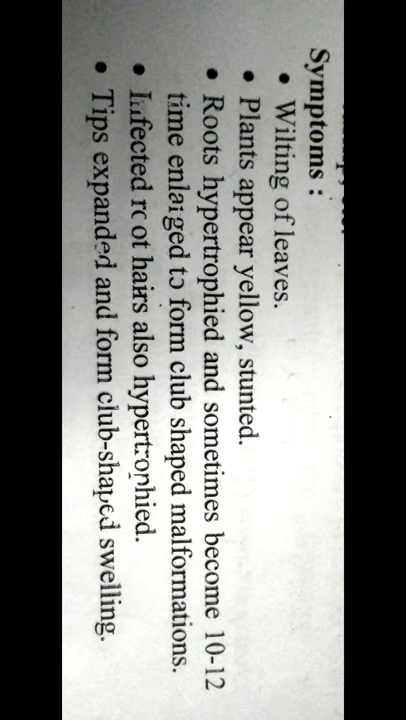 Symptoms :
• Wilting of leaves.
• Plants appear yellow, stunted.
• Roots hypertrophied and sometimes become 10-12
time enlarged to form club shaped malformations.
• Infected root hairs also hypertrophied.
• Tips expanded and form club-shaped swelling.